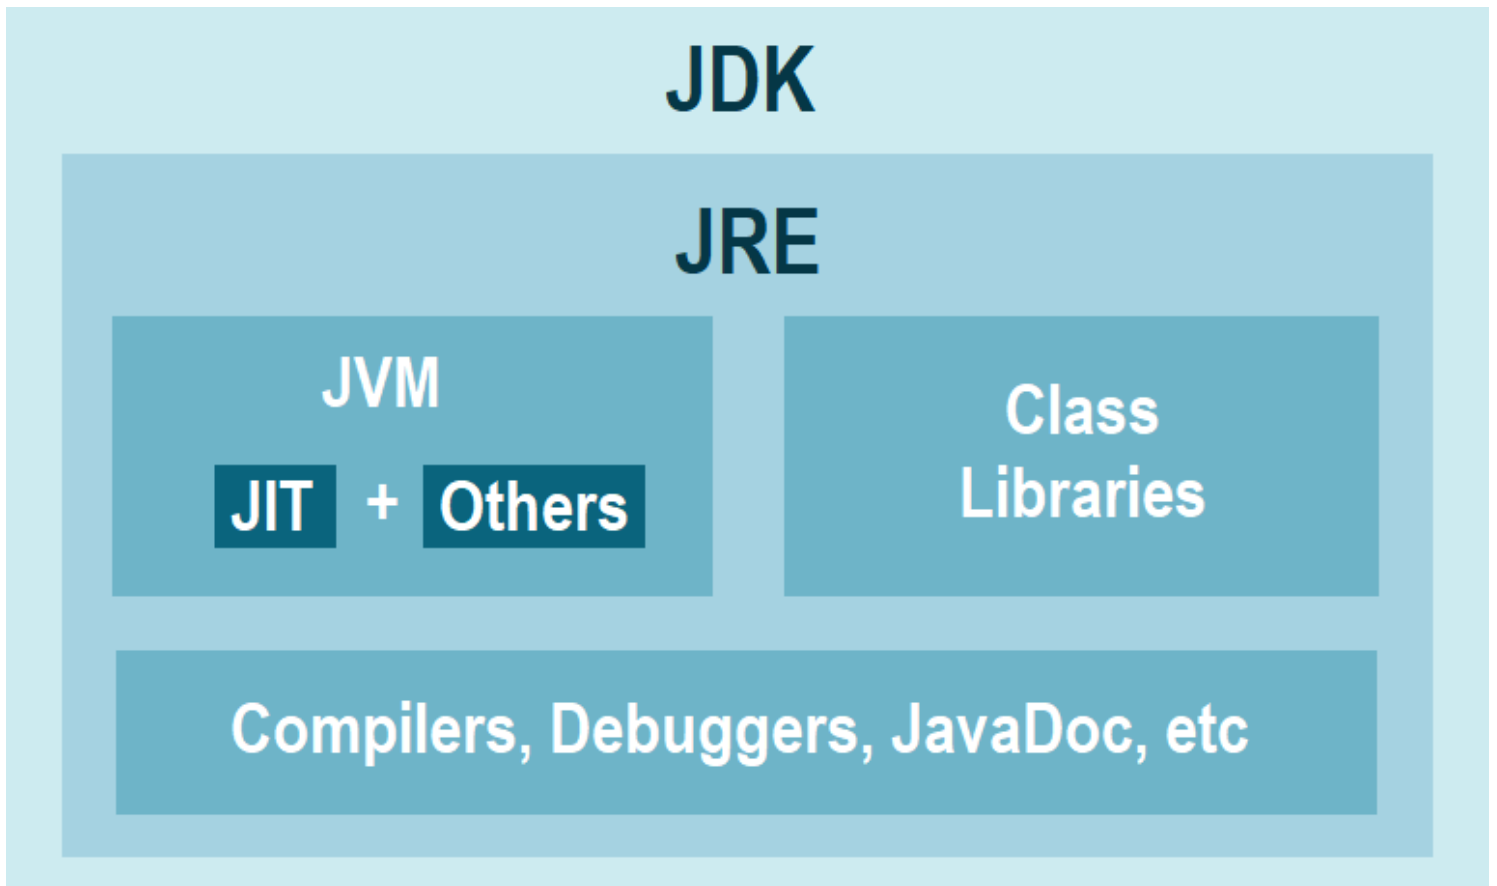 JDK
JRE
JVM
JIT + Others
Class
Libraries
Compilers, Debuggers, JavaDoc, etc